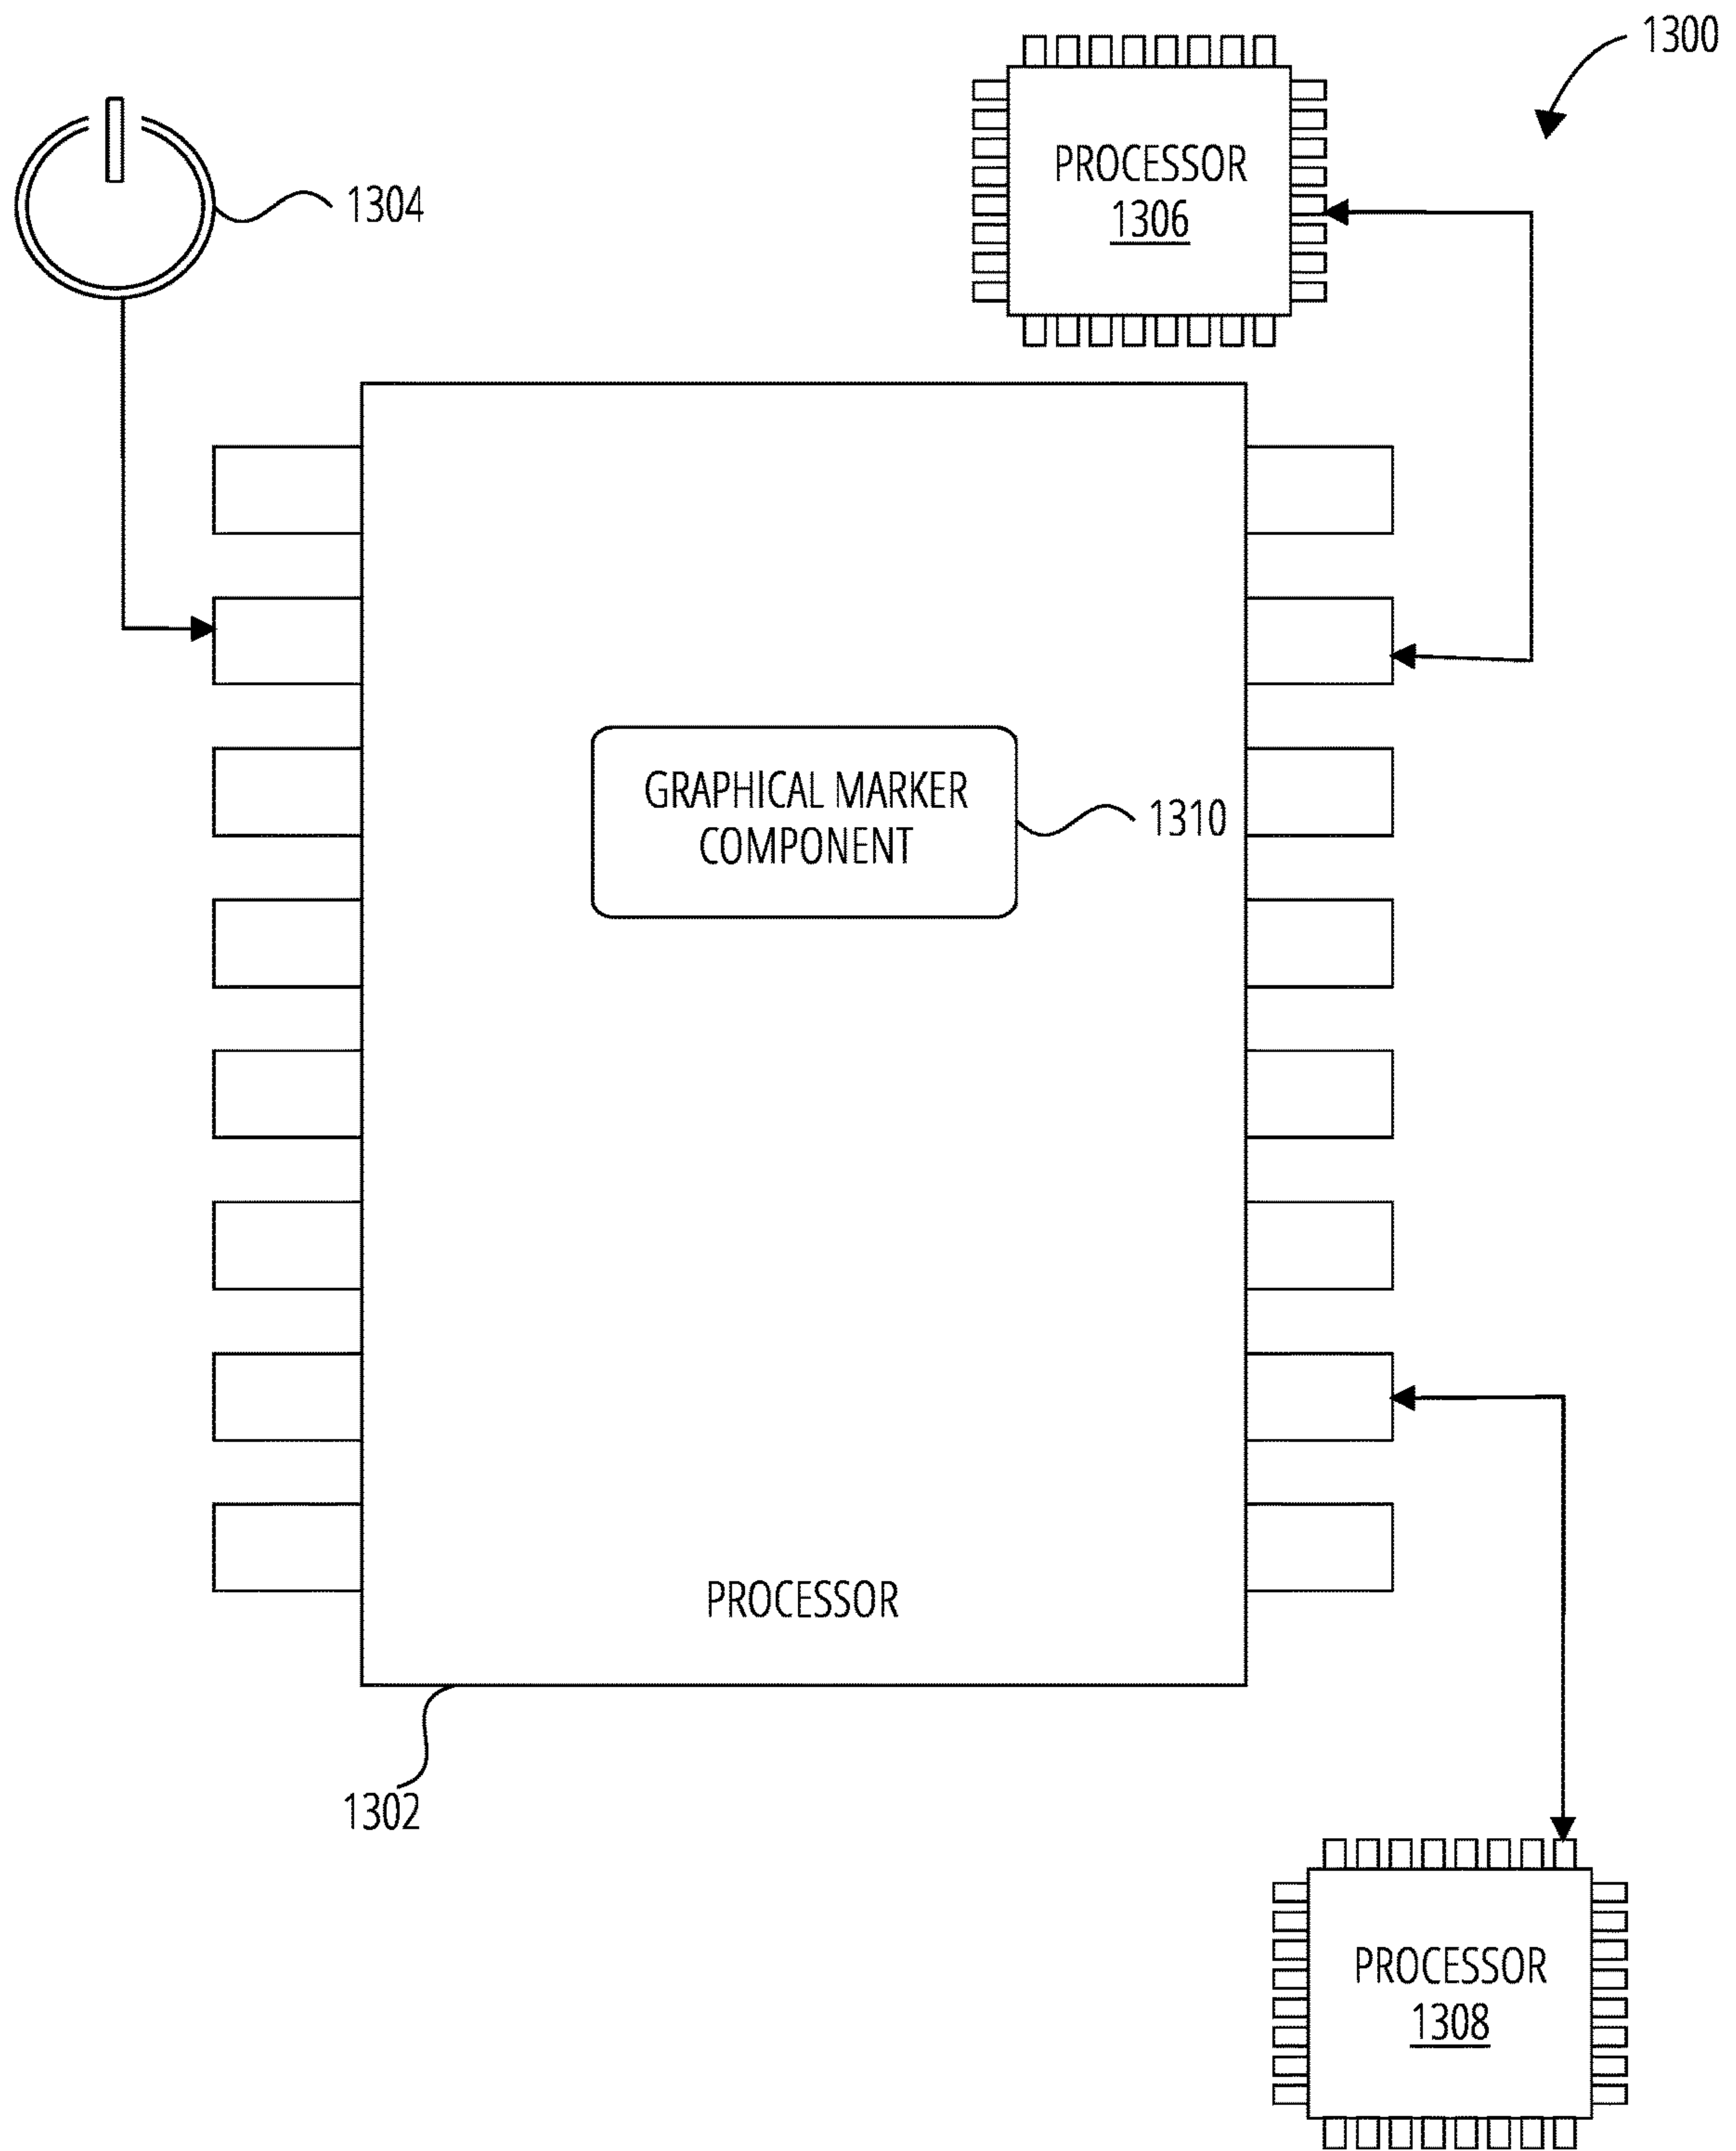 1300
PROCESSOR
1306
1304
GRAPHICAL MARKER
COMPONENT
1310
PROCESSOR
1302
PROCESSOR
1308